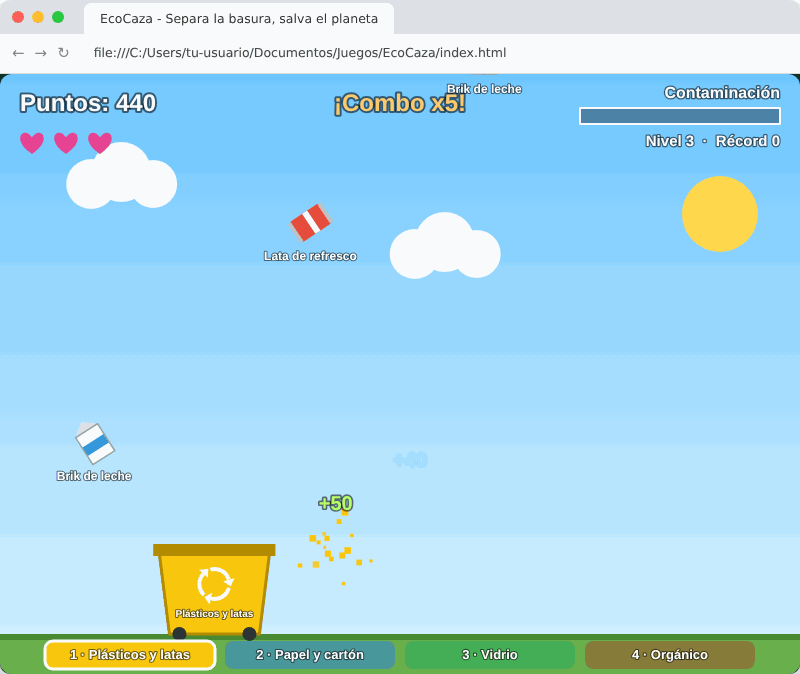 EcoCaza - Separa la basura, salva el planeta
file:///C:/Users/tu-usuario/Documentos/Juegos/EcoCaza/index.html
Brik de leche
Puntos: 440
¡Combo x5!
Contaminación
Nivel 3 · Récord 0
Lata de refresco
Brik de leche
+50
Plásticos y latas
1 · Plásticos y latas
2 · Papel y cartón
3 · Vidrio
4 · Orgánico